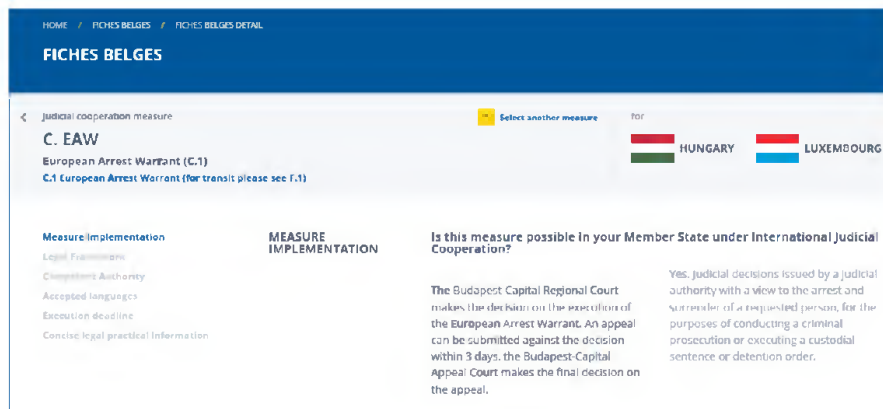 HOME / FICHES BELGES / FICHES BELGES DETAIL
FICHES BELGES
Judicial cooperation measure
C. EAW
European Arrest Warrant (C.1)
C.1 European Arrest Warrant (for transit please see F.1)
Select another measure
for
HUNGARY
LUXEMBOURG
Measure Implementation
Legal Framework
Competent Authority
Accepted languages
Execution deadline
Concise legal practical information
MEASURE
IMPLEMENTATION
Is this measure possible in your Member State under International Judicial
Cooperation?
The Budapest Capital Regional Court
makes the decision on the execution of
the European Arrest Warrant. An appeal
can be submitted against the decision
within 3 days. the Budapest-Capital
Appeal Court makes the final decision on
the appeal.
Yes. Judicial decisions issued by a judicial
authority with a view to the arrest and
surrender of a requested person, for the
purposes of conducting a criminal
prosecution or executing a custodial
sentence or detention order.